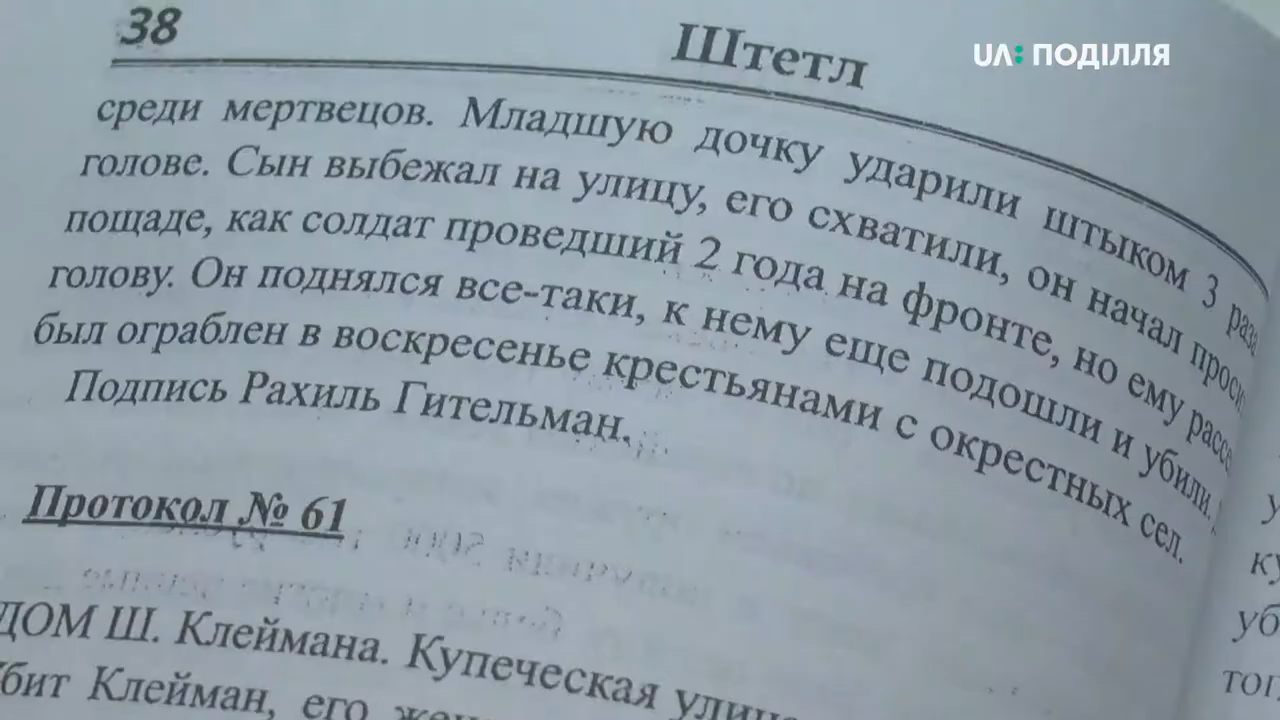 38
Штетл
UA: ПОДІЛЛЯ
среди мертвецов. Младшую дочку ударили штыком 3 раза
голове. Сын выбежал на улицу, его схватили, он начал
пощаде, как солдат проведший 2 года на фронте, но ему
голову. Он поднялся все-таки, к нему еще подошли и убили.
был ограблен в воскресенье крестьянами с окрестных сел.
Подпись Рахиль Гительман.
Протокол № 61
ДОМ Ш. Клеймана. Купеческая
Клейман, его